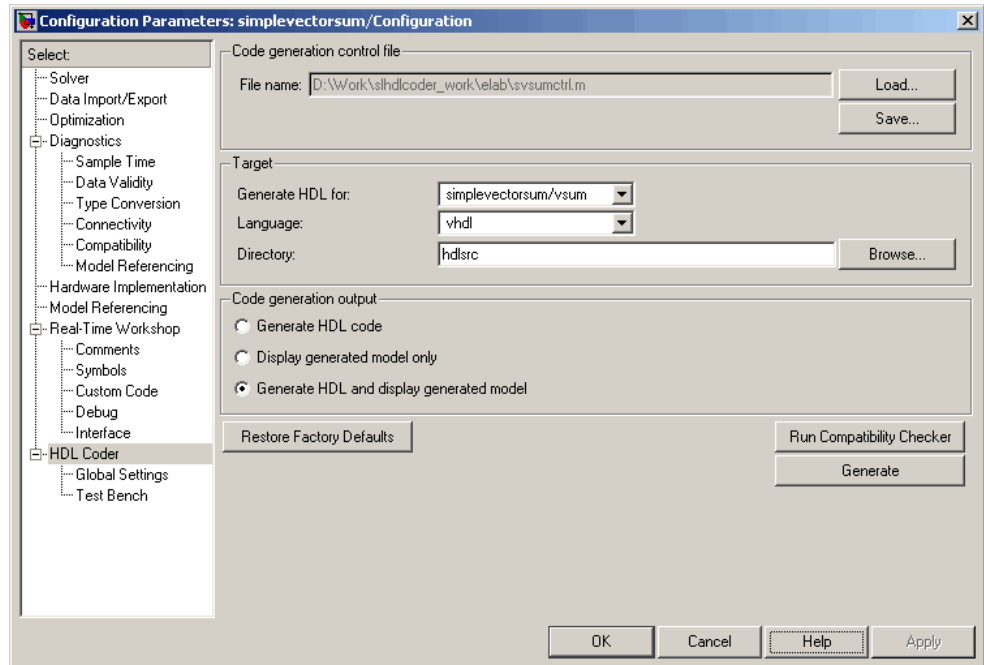 Configuration Parameters: simplevectorsum/Configuration
Select:
Solver
Data Import/Export
Optimization
Diagnostics
Sample Time
Data Validity
Type Conversion
Connectivity
Compatibility
Model Referencing
Hardware Implementation
Model Referencing
Real-Time Workshop
Comments
Symbols
Custom Code
Debug
Interface
HDL Coder
Global Settings
Test Bench
Code generation control file
File name: D:\Work\slhdlcoder_work\elab\svsumctrl.m Load...
Save...
Target
Generate HDL for: simplevectorsum/vsum
Language: vhdl
Directory: hdlsrc Browse...
Code generation output
Generate HDL code
Display generated model only
Generate HDL and display generated model
Restore Factory Defaults Run Compatibility Checker
Generate
OK Cancel Help Apply